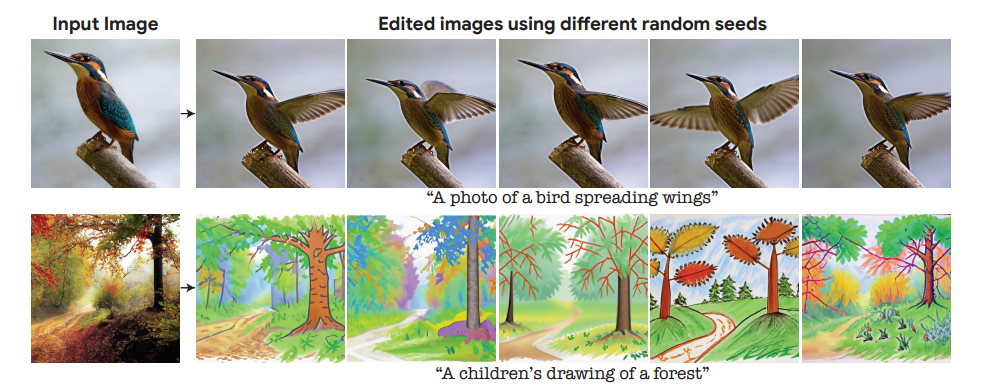 Input Image
Edited images using different random seeds
“A photo of a bird spreading wings”
“A children’s drawing of a forest”